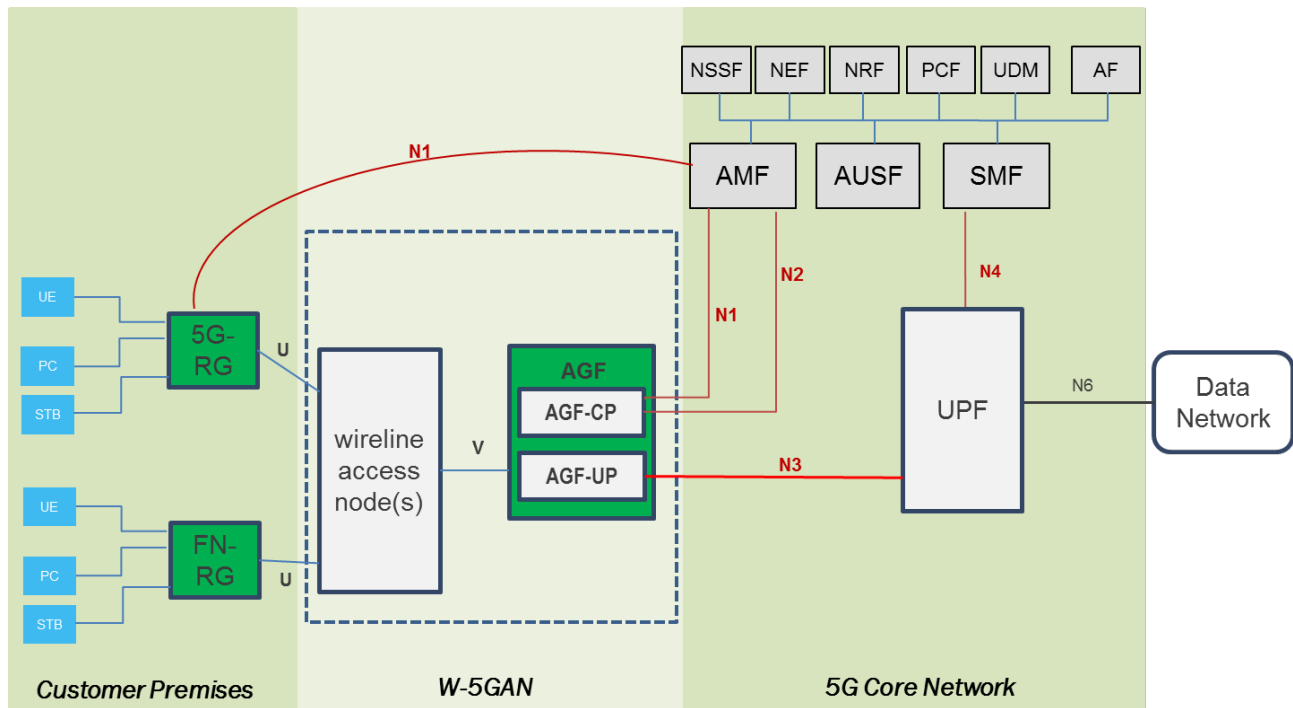 NSSF
NEF
NRF
PCF
UDM
AF
N1
AMF
AUSF
SMF
N2
N4
N1
UE
5G-
RG
U
PC
STB
wireline
access
node(s)
AGF
AGF-CP
AGF-UP
V
N3
UPF
N6
Data
Network
UE
FN-
RG
U
PC
STB
Customer Premises
W-5GAN
5G Core Network